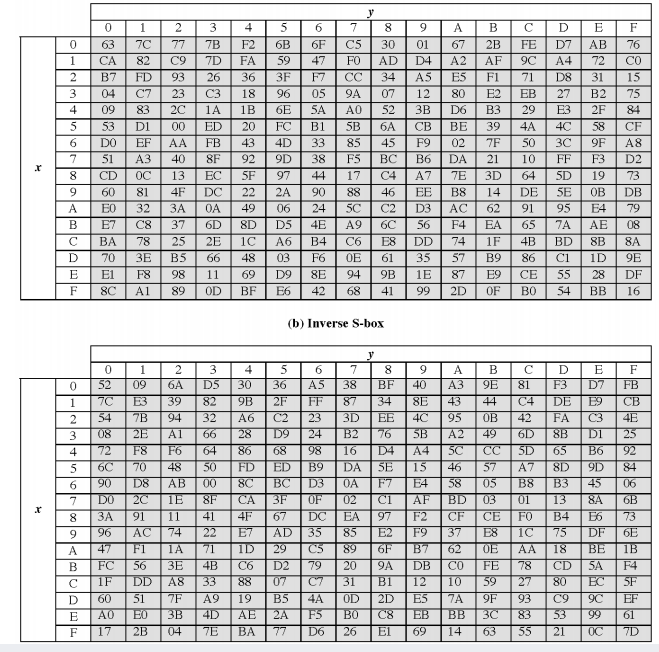 y
0 1 2 3 4 5 6 7 8 9 A B C D E F
0 63 7C 77 7B F2 6B 6F C5 30 01 67 2B FE D7 AB 76
1 CA 82 C9 7D FA 59 47 F0 AD D4 A2 AF 9C A4 72 C0
2 B7 FD 93 26 36 3F F7 CC 34 A5 E5 F1 71 D8 31 15
3 04 C7 23 C3 18 96 05 9A 07 12 80 E2 EB 27 B2 75
4 09 83 2C 1A 1B 6E 5A A0 52 3B D6 B3 29 E3 2F 84
5 53 D1 00 ED 20 FC B1 5B 6A CB BE 39 4A 4C 58 CF
6 D0 EF AA FB 43 4D 33 85 45 F9 02 7F 50 3C 9F A8
x 7 51 A3 40 8F 92 9D 38 F5 BC B6 DA 21 10 FF F3 D2
8 CD 0C 13 EC 5F 97 44 17 C4 A7 7E 3D 64 5D 19 73
9 60 81 4F DC 22 2A 90 88 46 EE B8 14 DE 5E 0B DB
A E0 32 3A 0A 49 06 24 5C C2 D3 AC 62 91 95 E4 79
B E7 C8 37 6D 8D D5 4E A9 6C 56 F4 EA 65 7A AE 08
C BA 78 25 2E 1C A6 B4 C6 E8 DD 74 1F 4B BD 8B 8A
D 70 3E B5 66 48 03 F6 0E 61 35 57 B9 86 C1 1D 9E
E E1 F8 98 11 69 D9 8E 94 9B 1E 87 E9 CE 55 28 DF
F 8C A1 89 0D BF E6 42 68 41 99 2D 0F B0 54 BB 16
(b) Inverse S-box
y
0 1 2 3 4 5 6 7 8 9 A B C D E F
0 52 09 6A D5 30 36 A5 38 BF 40 A3 9E 81 F3 D7 FB
1 7C E3 39 82 9B 2F FF 87 34 8E 43 44 C4 DE E9 CB
2 54 7B 94 32 A6 C2 23 3D EE 4C 95 0B 42 FA C3 4E
3 08 2E A1 66 28 D9 24 B2 76 5B A2 49 6D 8B D1 25
4 72 F8 F6 64 86 68 98 16 D4 A4 5C CC 5D 65 B6 92
5 6C 70 48 50 FD ED B9 DA 5E 15 46 57 A7 8D 9D 84
6 90 D8 AB 00 8C BC D3 0A F7 E4 58 05 B8 B3 45 06
x 7 D0 2C 1E 8F CA 3F 0F 02 C1 AF BD 03 01 13 8A 6B
8 3A 91 11 41 4F 67 DC EA 97 F2 CF CE F0 B4 E6 73
9 96 AC 74 22 E7 AD 35 85 E2 F9 37 E8 1C 75 DF 6E
A 47 F1 1A 71 1D 29 C5 89 6F B7 62 0E AA 18 BE 1B
B FC 56 3E 4B C6 D2 79 20 9A DB C0 FE 78 CD 5A F4
C 1F DD A8 33 88 07 C7 31 B1 12 10 59 27 80 EC 5F
D 60 51 7F A9 19 B5 4A 0D 2D E5 7A 9F 93 C9 9C EF
E A0 E0 3B 4D AE 2A F5 B0 C8 EB BB 3C 83 53 99 61
F 17 2B 04 7E BA 77 D6 26 E1 69 14 63 55 21 0C 7D